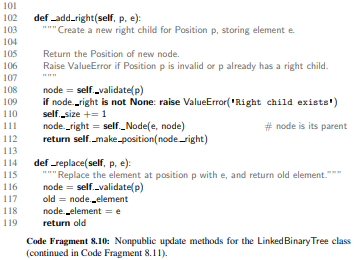 101
102 def _add_right(self, p, e):
103 """Create a new right child for Position p, storing element e.
104
105 Return the Position of new node.
106 Raise ValueError if Position p is invalid or p already has a right child.
107 """
108 node = self._validate(p)
109 if node._right is not None: raise ValueError('Right child exists')
110 self._size += 1
111 node._right = self._Node(e, node) # node is its parent
112 return self._make_position(node._right)
113
114 def _replace(self, p, e):
115 """Replace the element at position p with e, and return old element."""
116 node = self._validate(p)
117 old = node._element
118 node._element = e
119 return old
Code Fragment 8.10: Nonpublic update methods for the LinkedBinaryTree class
(continued in Code Fragment 8.11).